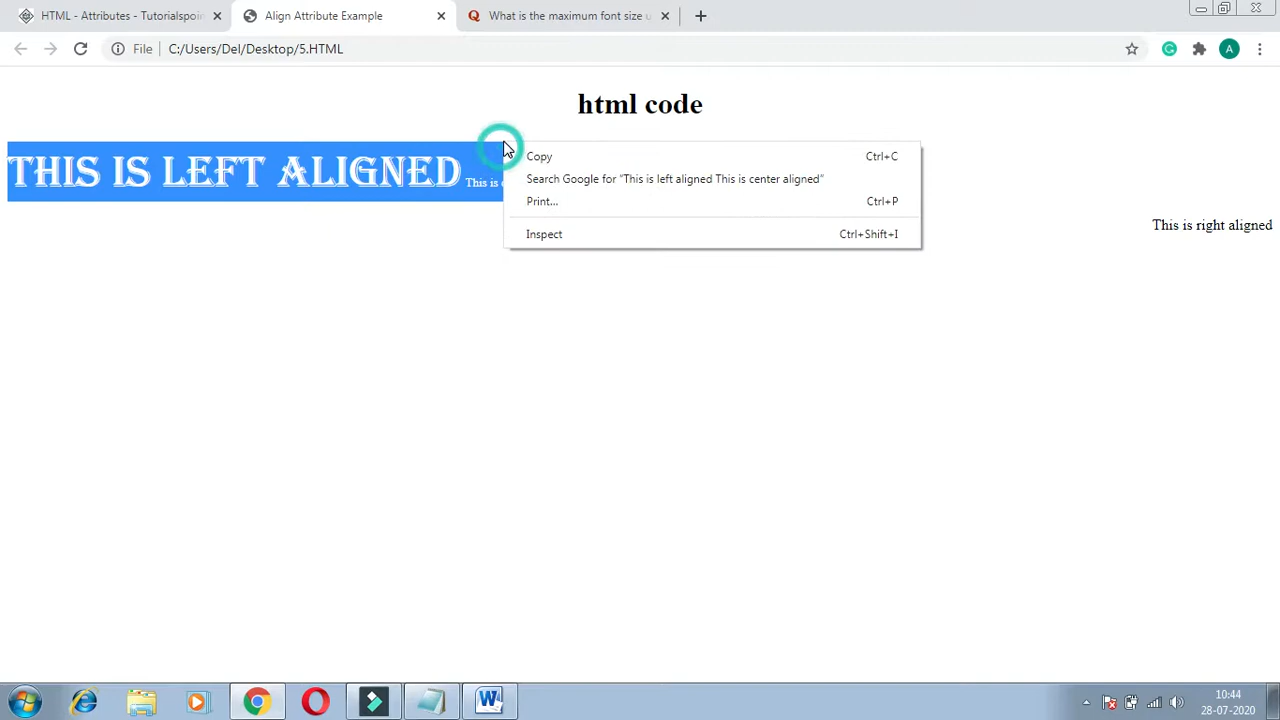 HTML - Attributes - Tutorialspoi
Align Attribute Example
What is the maximum font size u
File
C:/Users/Del/Desktop/5.HTML
A
html code
THIS IS LEFT ALIGNED This is
Copy Ctrl+C
Search Google for “This is left aligned This is center aligned”
Print... Ctrl+P
Inspect Ctrl+Shift+I
This is right aligned
10:44
28-07-2020